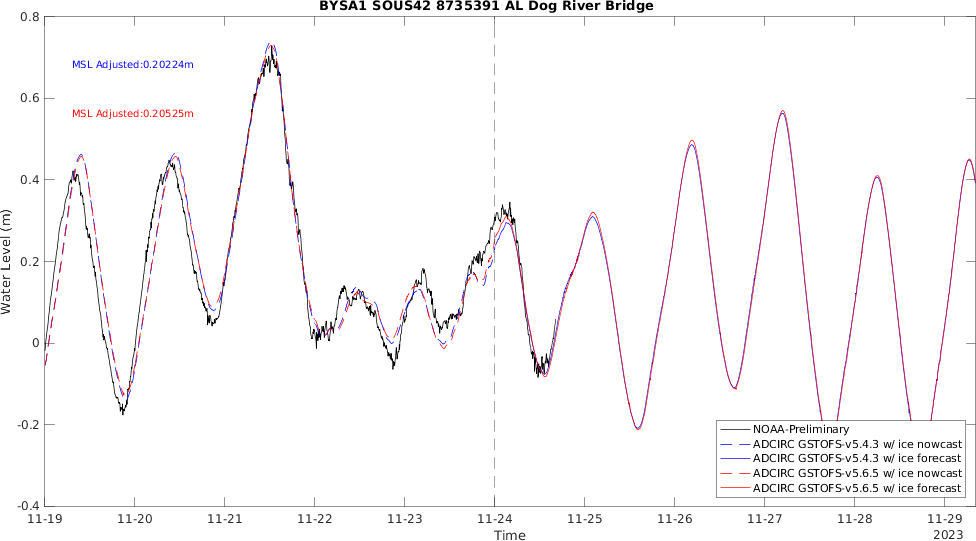 BYSA1 SOUS42 8735391 AL Dog River Bridge
0.8
MSL Adjusted:0.20224m
0.6
MSL Adjusted:0.20525m
0.4
0.2
0
-0.2
-0.4
Water Level (m)
NOAA-Preliminary
ADCIRC GSTOFS-v5.4.3 w/ ice nowcast
ADCIRC GSTOFS-v5.4.3 w/ ice forecast
ADCIRC GSTOFS-v5.6.5 w/ ice nowcast
ADCIRC GSTOFS-v5.6.5 w/ ice forecast
11-19 11-20 11-21 11-22 11-23 11-24 11-25 11-26 11-27 11-28 11-29
Time
2023